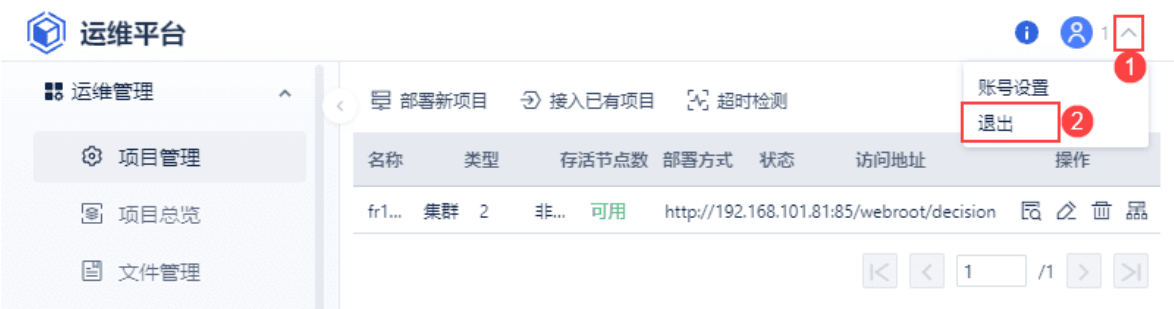 运维平台
1
1
运维管理
账号设置
部署新项目 接入已有项目 超时检测
退出 2
项目管理
名称 类型 存活节点数 部署方式 状态 访问地址 操作
项目总览
fr1... 集群 2 非... 可用 http://192.168.101.81:85/webroot/decision
文件管理
1 /1